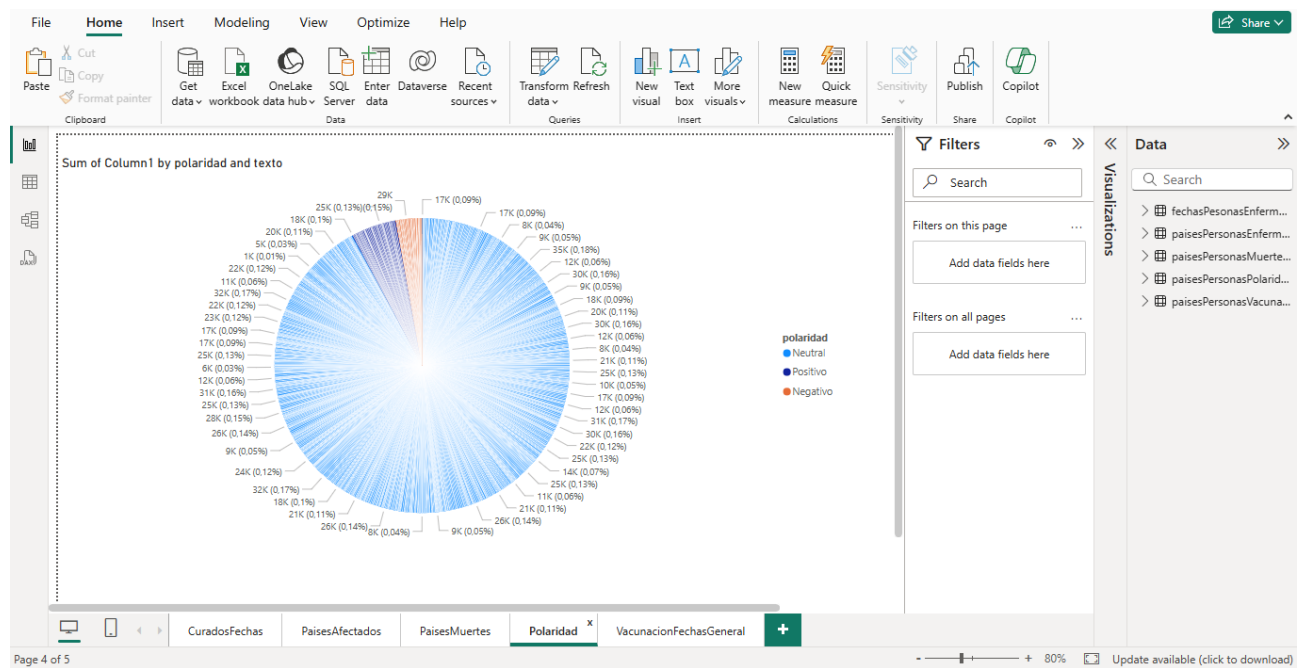 File Home Insert Modeling View Optimize Help Share
Paste
Cut
Copy
Format painter
Get data
Excel workbook
OneLake data hub
SQL Server
Enter data
Dataverse
Recent sources
Transform data
Refresh
New visual
Text box
More visuals
New measure
Quick measure
Sensitivity
Publish
Copilot
Clipboard Data Queries Insert Calculations Sensitivity Share Copilot
Sum of Column1 by polaridad and texto
17K (0,09%)
17K (0,09%)
8K (0,04%)
9K (0,05%)
35K (0,18%)
12K (0,06%)
30K (0,16%)
9K (0,05%)
18K (0,09%)
20K (0,11%)
30K (0,16%)
12K (0,06%)
8K (0,04%)
21K (0,11%)
25K (0,13%)
10K (0,05%)
17K (0,09%)
12K (0,06%)
31K (0,17%)
30K (0,16%)
22K (0,12%)
25K (0,13%)
14K (0,07%)
25K (0,13%)
11K (0,06%)
21K (0,11%)
26K (0,14%)
9K (0,05%)
8K (0,04%)
26K (0,14%)
21K (0,11%)
18K (0,1%)
32K (0,17%)
24K (0,12%)
9K (0,05%)
26K (0,14%)
28K (0,15%)
25K (0,13%)
31K (0,16%)
12K (0,06%)
6K (0,03%)
25K (0,13%)
17K (0,09%)
17K (0,09%)
23K (0,12%)
22K (0,12%)
32K (0,17%)
11K (0,06%)
22K (0,12%)
1K (0,01%)
5K (0,03%)
20K (0,11%)
18K (0,1%)
25K (0,13%)
29K (0,15%)
polaridad
Neutral
Positivo
Negativo
Filters
Search
Filters on this page ...
Add data fields here
Filters on all pages ...
Add data fields here
Visualizations
Data
Search
fechasPesonasEnferm...
paisesPersonasEnferm...
paisesPersonasMuerte...
paisesPersonasPolarid...
paisesPersonasVacuna...
CuradosFechas PaisesAfectados PaisesMuertes Polaridad x VacunacionFechasGeneral +
Page 4 of 5 - + 80% Update available (click to download)